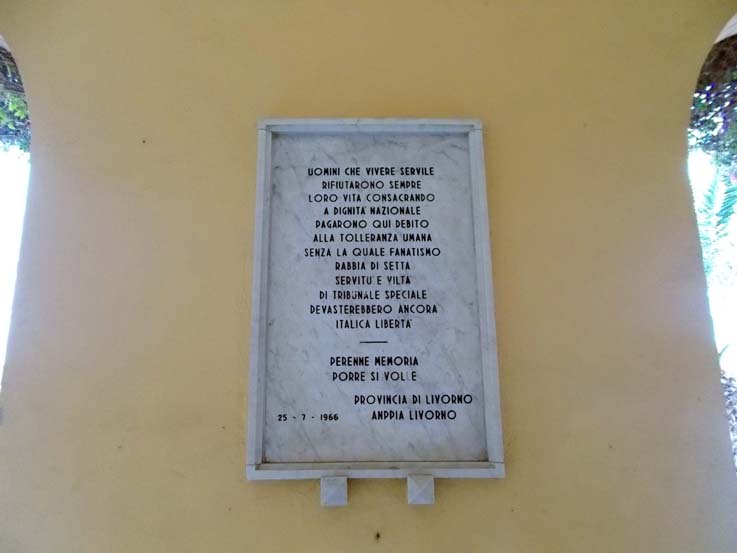 UOMINI CHE VIVERE SERVILE
RIFIUTARONO SEMPRE
LORO VITA CONSACRANDO
A DIGNITA' NAZIONALE
PAGARONO QUI DEBITO
ALLA TOLLERANZA UMANA
SENZA LA QUALE FANATISMO
RABBIA DI SETTA
SERVITU' E VILTA'
DI TRIBUNALE SPECIALE
DEVASTEREBBERO ANCORA
ITALICA LIBERTA'
PERENNE MEMORIA
PORRE SI VOLLE
PROVINCIA DI LIVORNO
25 - 7 - 1966 ANPPIA LIVORNO